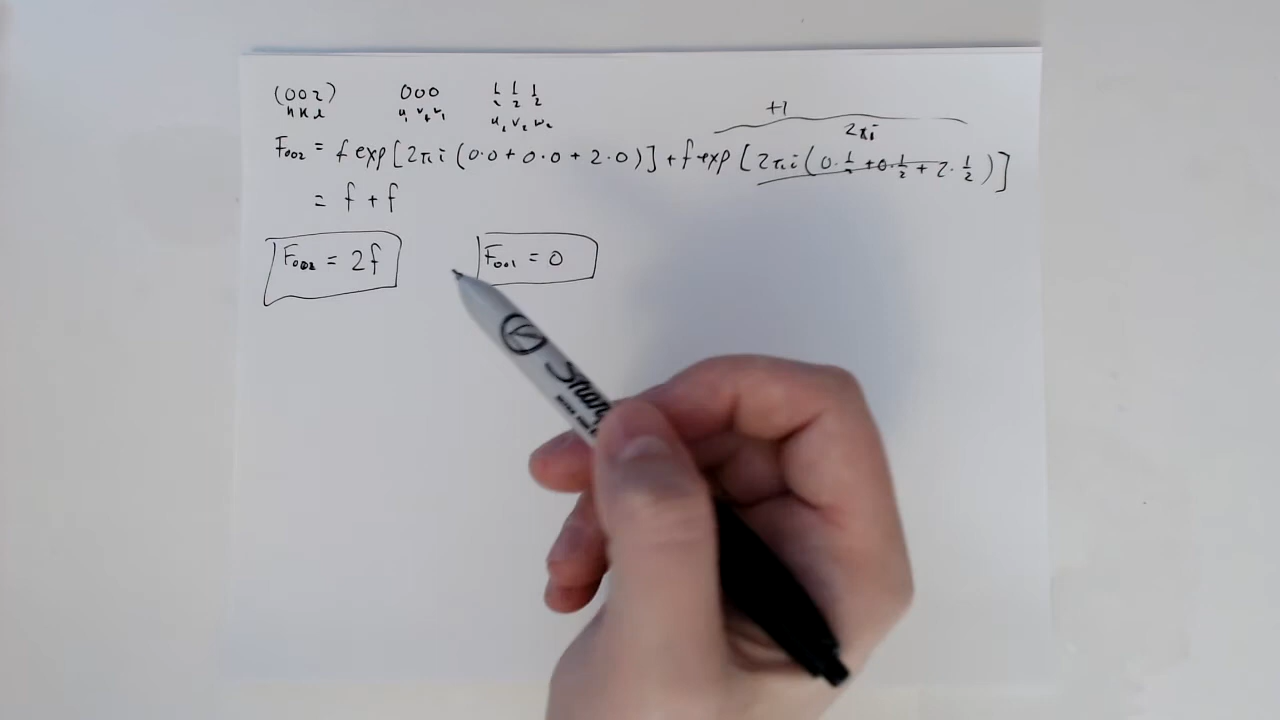 (002) 000 1/2 1/2 1/2
h k l u₁ v₁ w₁ u₂ v₂ w₂
+1
2πi
F₀₀₂ = f exp[2πi(0·0+0·0+2·0)]+f exp[2πi(0·1/2+0·1/2+2·1/2)]
= f + f
F₀₀₂ = 2f F₀₀₁ = 0